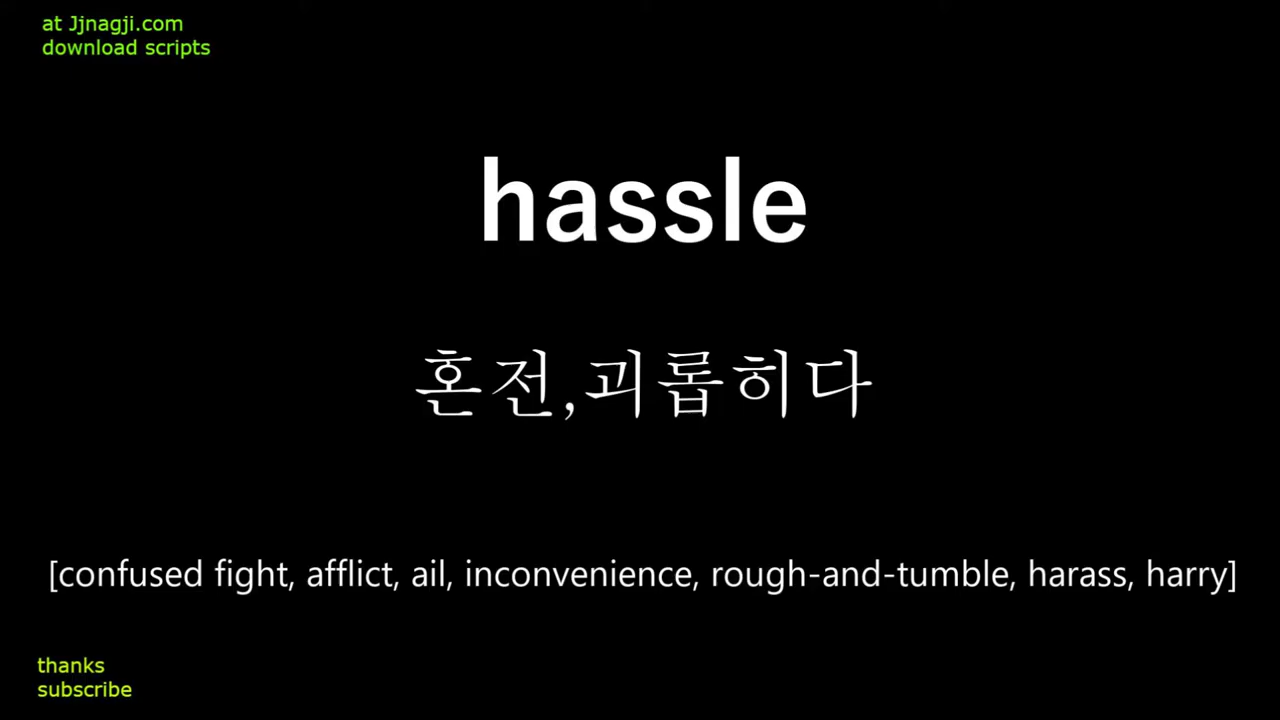 at Jjnagji.com
download scripts
hassle
혼전,괴롭히다
[confused fight, afflict, ail, inconvenience, rough-and-tumble, harass, harry]
thanks
subscribe